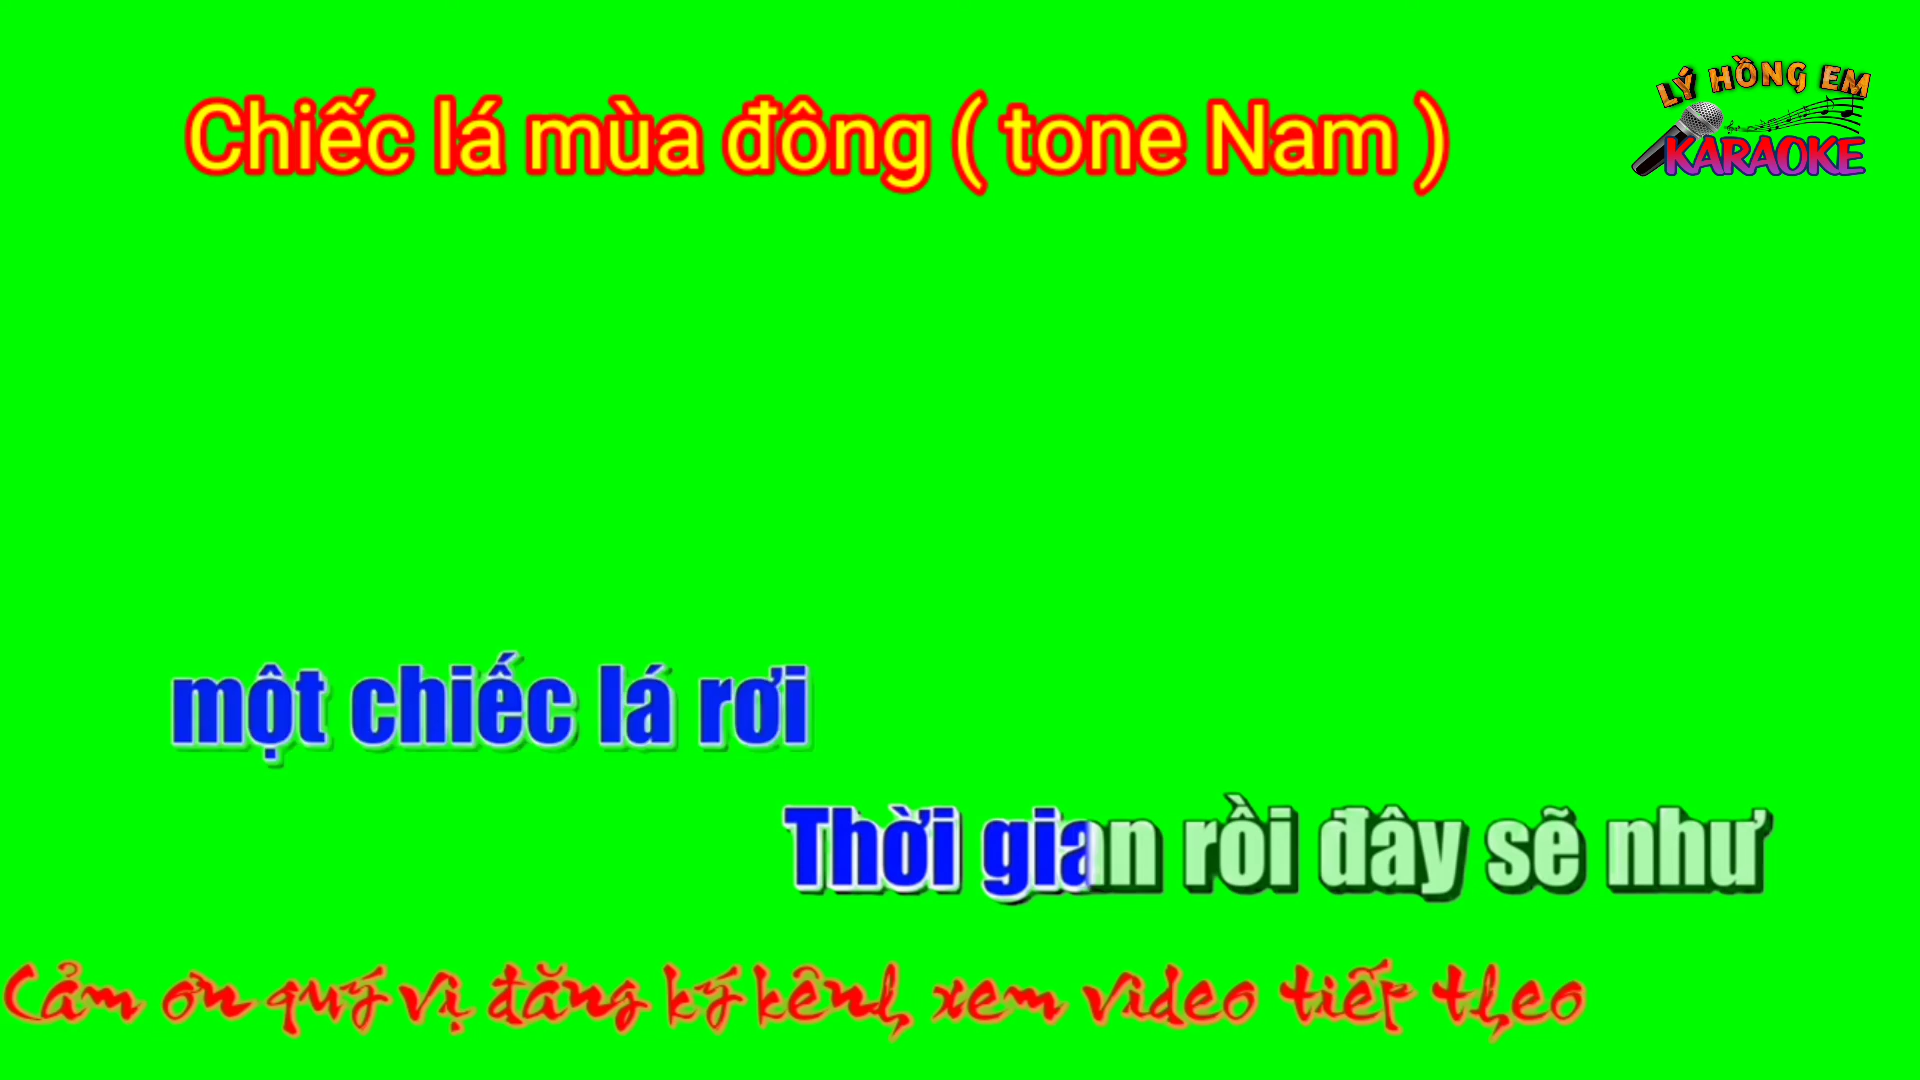 Chiếc lá mùa đông ( tone Nam )
LÝ HỒNG EM
KARAOKE
một chiếc lá rơi
Thời gian rồi đây sẽ như
Cảm ơn quý vị đăng ký kênh, xem video tiếp theo